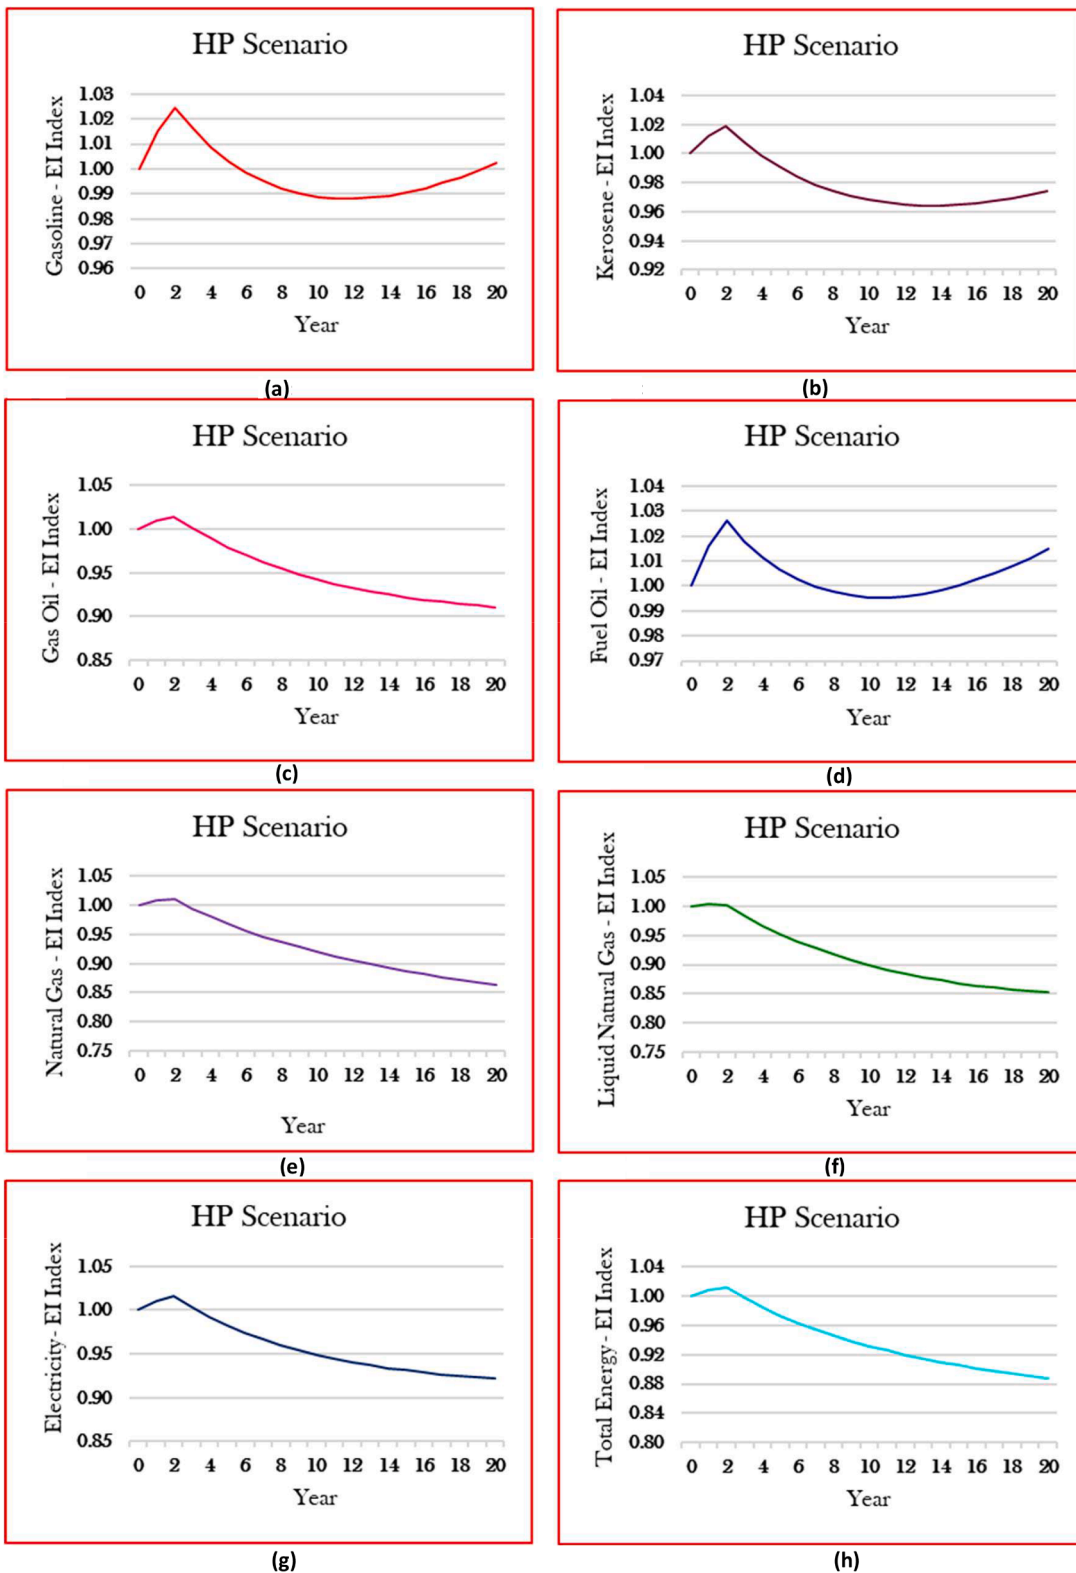 HP Scenario
Gasoline - EI Index
1.03
1.02
1.01
1.00
0.99
0.98
0.97
0.96
0 2 4 6 8 10 12 14 16 18 20
Year
(a)
HP Scenario
Kerosene - EI Index
1.04
1.02
1.00
0.98
0.96
0.94
0.92
0 2 4 6 8 10 12 14 16 18 20
Year
(b)
HP Scenario
Gas Oil - EI Index
1.05
1.00
0.95
0.90
0.85
0 2 4 6 8 10 12 14 16 18 20
Year
(c)
HP Scenario
Fuel Oil - EI Index
1.04
1.03
1.02
1.01
1.00
0.99
0.98
0.97
0 2 4 6 8 10 12 14 16 18 20
Year
(d)
HP Scenario
Natural Gas - EI Index
1.05
1.00
0.95
0.90
0.85
0.80
0.75
0 2 4 6 8 10 12 14 16 18 20
Year
(e)
HP Scenario
Liquid Natural Gas - EI Index
1.05
1.00
0.95
0.90
0.85
0.80
0.75
0 2 4 6 8 10 12 14 16 18 20
Year
(f)
HP Scenario
Electricity- EI Index
1.05
1.00
0.95
0.90
0.85
0 2 4 6 8 10 12 14 16 18 20
Year
(g)
HP Scenario
Total Energy - EI Index
1.04
1.00
0.96
0.92
0.88
0.84
0.80
0 2 4 6 8 10 12 14 16 18 20
Year
(h)